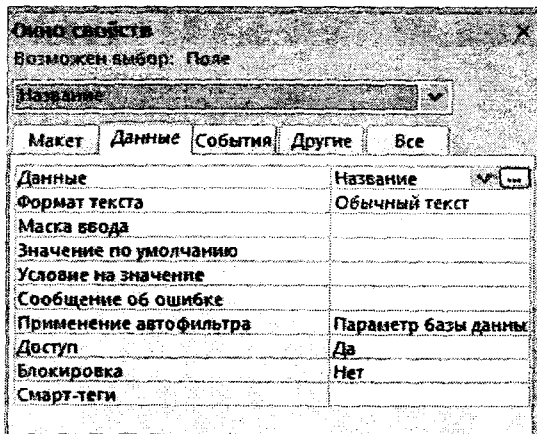 Окно свойств
Возможен выбор: Поле
Название
Макет Данные События Другие Все
Данные Название
Формат текста Обычный текст
Маска ввода
Значение по умолчанию
Условие на значение
Сообщение об ошибке
Применение автофильтра Параметр базы данны
Доступ Да
Блокировка Нет
Смарт-теги